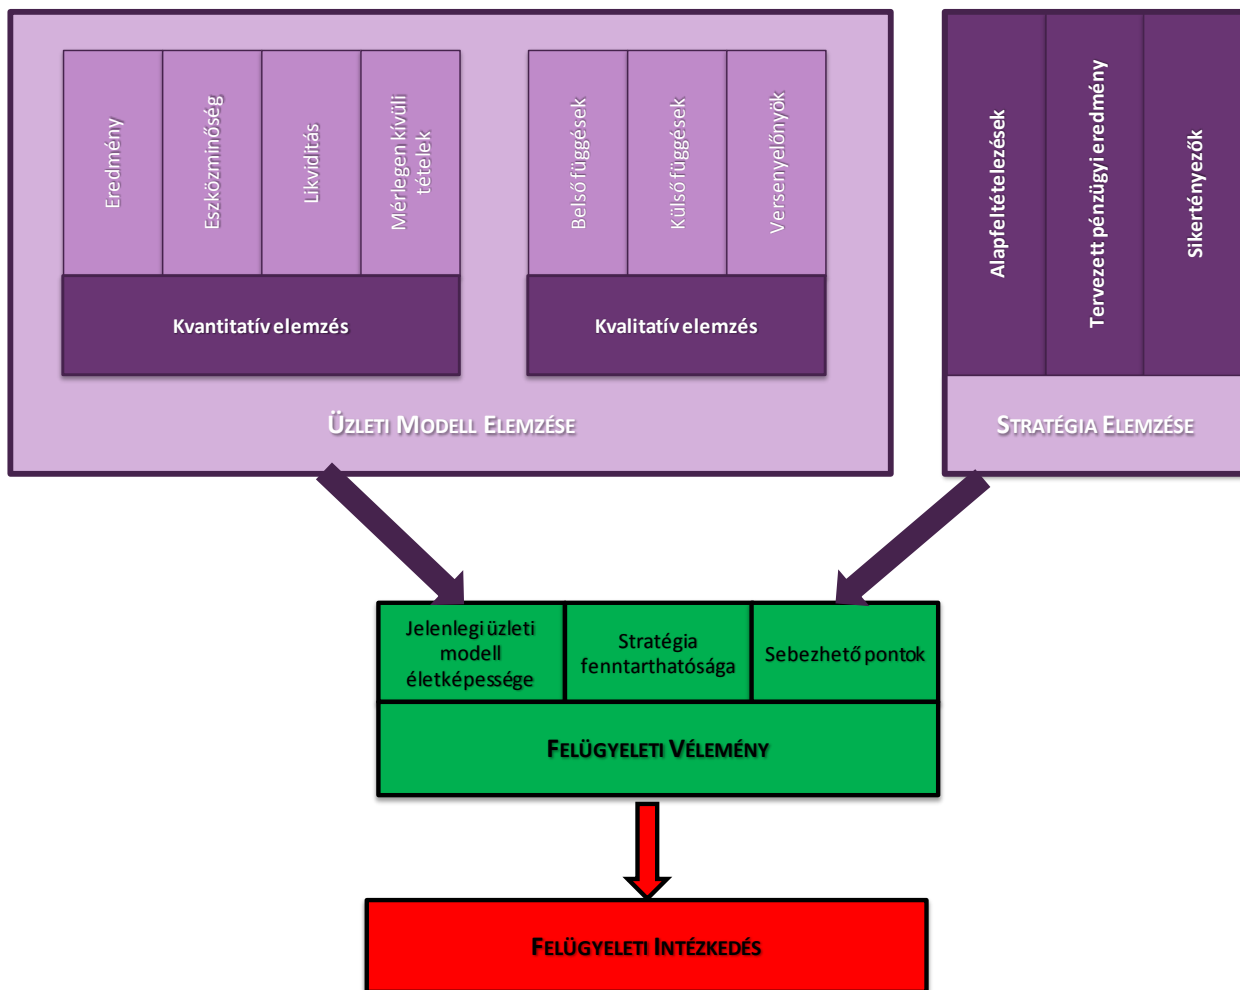 Eredmény
Eszközminőség
Likviditás
Mérlegen kívüli
tételek
Kvantitatív elemzés
Belső függések
Külső függések
Versenyelőnyök
Kvalitatív elemzés
Üzleti Modell Elemzése
Alapfeltételezések
Tervezett pénzügyi eredmény
Sikertényezők
Stratégia Elemzése
Jelenlegi üzleti
modell
életképessége
Stratégia
fenntarthatósága
Sebezhető pontok
Felügyeleti Vélemény
Felügyeleti Intézkedés